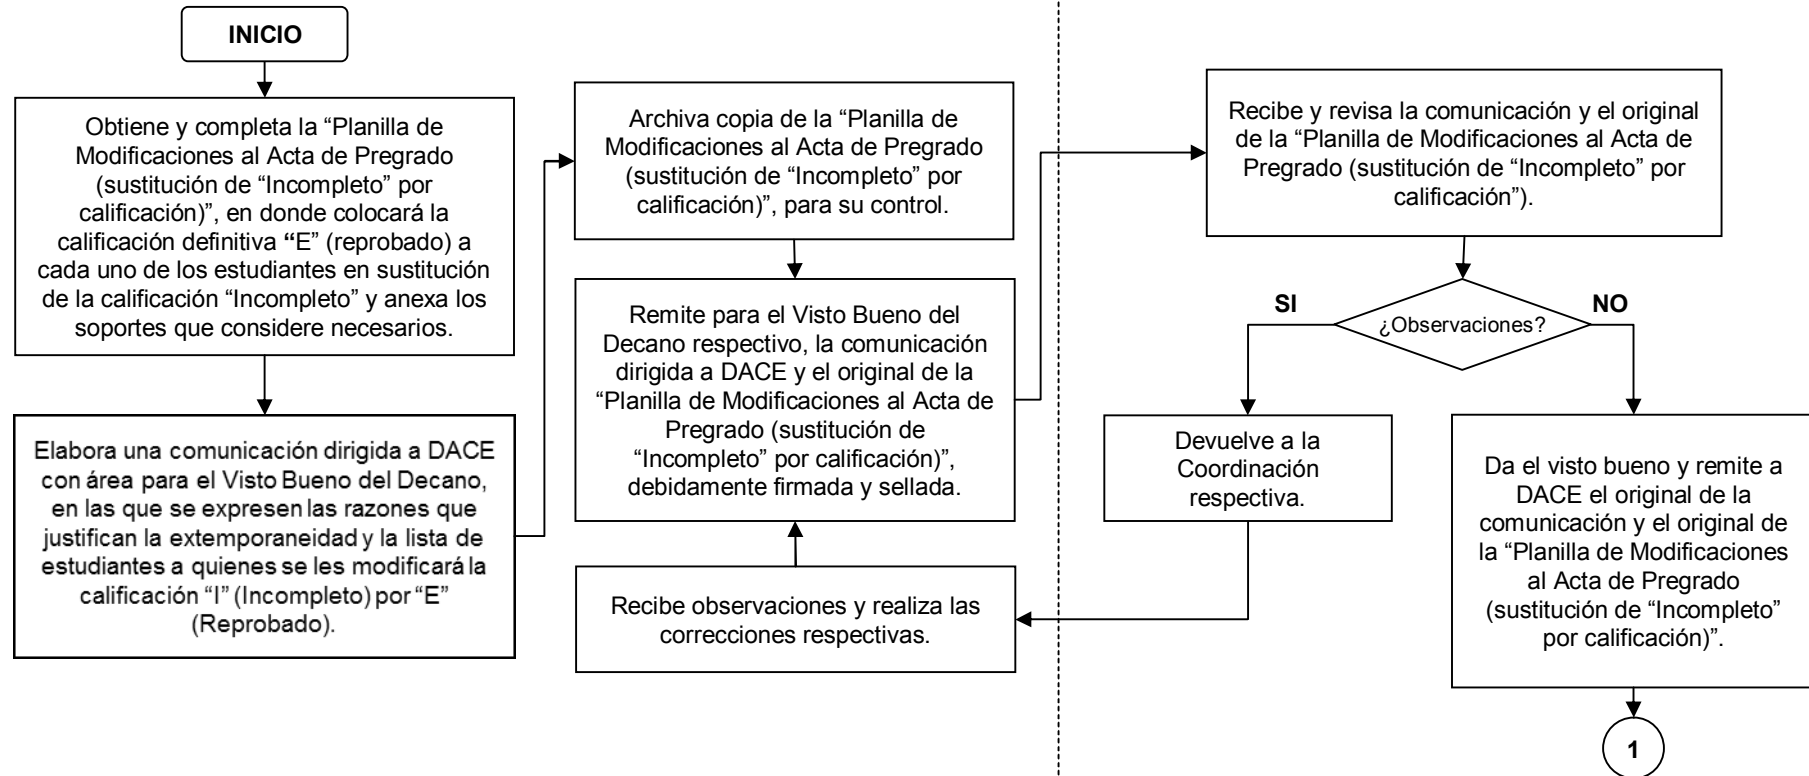 INICIO
Obtiene y completa la “Planilla de
Modificaciones al Acta de Pregrado
(sustitución de “Incompleto” por
calificación)”, en donde colocará la
calificación definitiva “E” (reprobado) a
cada uno de los estudiantes en sustitución
de la calificación “Incompleto” y anexa los
soportes que considere necesarios.
Elabora una comunicación dirigida a DACE
con área para el Visto Bueno del Decano,
en las que se expresen las razones que
justifican la extemporaneidad y la lista de
estudiantes a quienes se les modificará la
calificación “I” (Incompleto) por “E”
(Reprobado).
Archiva copia de la “Planilla de
Modificaciones al Acta de Pregrado
(sustitución de “Incompleto” por
calificación)”, para su control.
Remite para el Visto Bueno del
Decano respectivo, la comunicación
dirigida a DACE y el original de la
“Planilla de Modificaciones al Acta de
Pregrado (sustitución de
“Incompleto” por calificación)”,
debidamente firmada y sellada.
Recibe observaciones y realiza las
correcciones respectivas.
Recibe y revisa la comunicación y el original
de la “Planilla de Modificaciones al Acta de
Pregrado (sustitución de “Incompleto” por
calificación”).
¿Observaciones?
SI
NO
Devuelve a la
Coordinación
respectiva.
Da el visto bueno y remite a
DACE el original de la
comunicación y el original de
la “Planilla de Modificaciones
al Acta de Pregrado
(sustitución de “Incompleto”
por calificación)”.
1